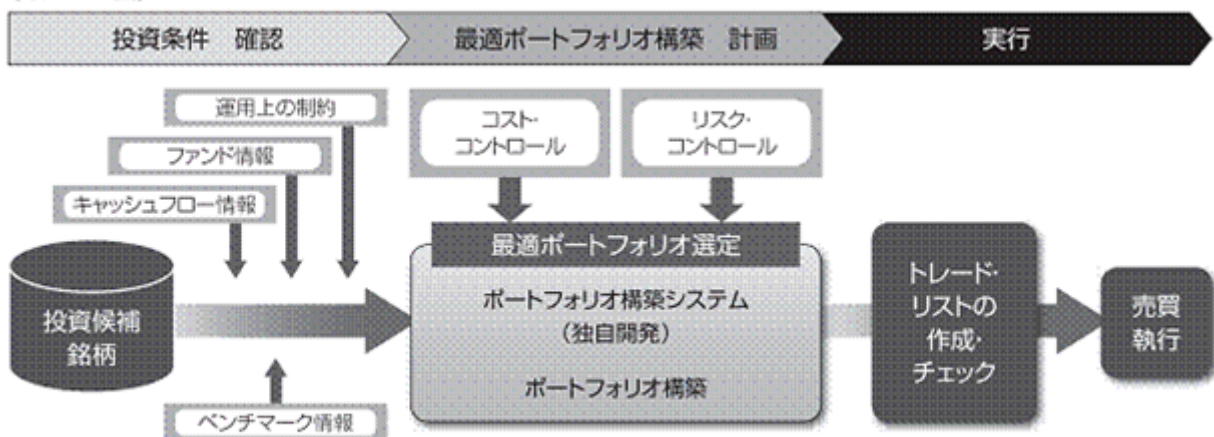 投資条件 確認
最適ポートフォリオ構築 計画
実行
運用上の制約
ファンド情報
キャッシュフロー情報
コスト・
コントロール
リスク・
コントロール
投資候補
銘柄
ベンチマーク情報
最適ポートフォリオ選定
ポートフォリオ構築システム
（独自開発）
ポートフォリオ構築
トレード・
リストの
作成・
チェック
売買
執行